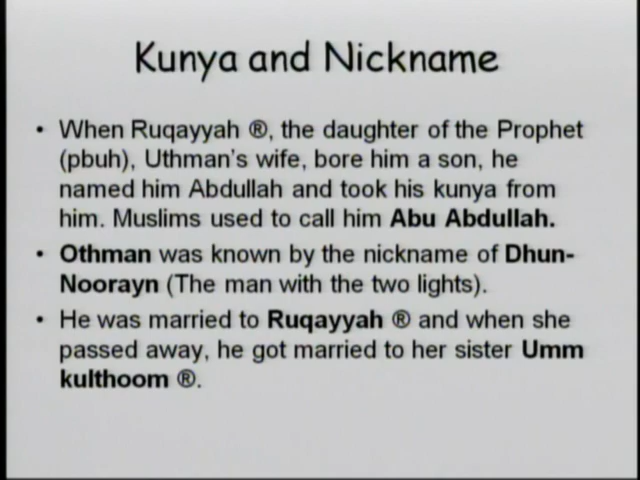 Kunya and Nickname
• When Ruqayyah ®, the daughter of the Prophet
(pbuh), Uthman's wife, bore him a son, he
named him Abdullah and took his kunya from
him. Muslims used to call him Abu Abdullah.
• Othman was known by the nickname of Dhun-
Noorayn (The man with the two lights).
• He was married to Ruqayyah ® and when she
passed away, he got married to her sister Umm
kulthoom ®.